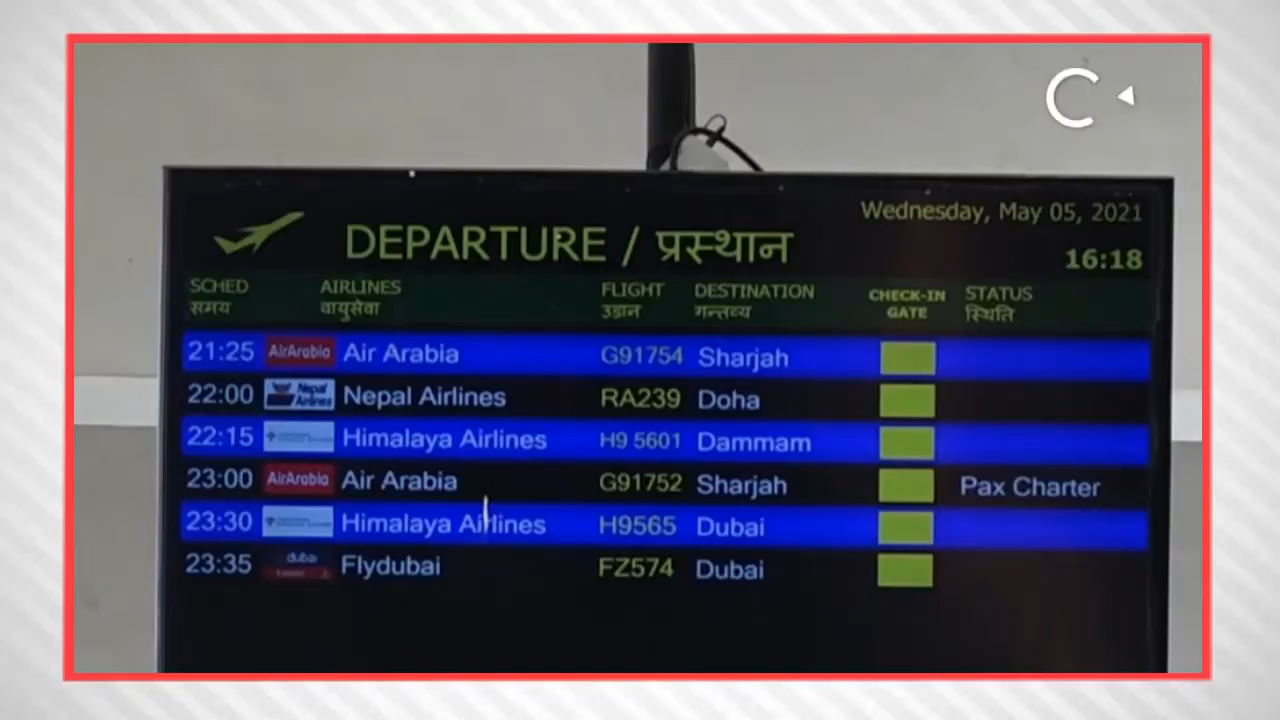 Wednesday, May 05, 2021
DEPARTURE / प्रस्थान
16:18
SCHED AIRLINES FLIGHT DESTINATION CHECK-IN GATE STATUS
समय वायुसेवा उडान गन्तव्य स्थिति
21:25 AirArabia Air Arabia G91754 Sharjah
22:00 Nepal Airlines Nepal Airlines RA239 Doha
22:15 Himalaya Airlines H9 5601 Dammam
23:00 AirArabia Air Arabia G91752 Sharjah Pax Charter
23:30 Himalaya Airlines H9565 Dubai
23:35 dubai Flydubai FZ574 Dubai